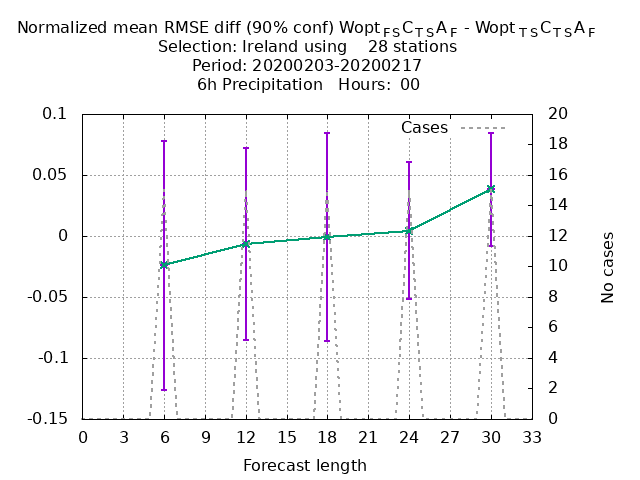 Normalized mean RMSE diff (90% conf) Wopt FS C TS A F - Wopt TS C TS A F
Selection: Ireland using    28 stations
Period: 20200203-20200217
6h Precipitation   Hours:  00
Cases
0.1
0.05
0
-0.05
-0.1
-0.15
20
18
16
14
12
10
8
6
4
2
0
No cases
0 3 6 9 12 15 18 21 24 27 30 33
Forecast length